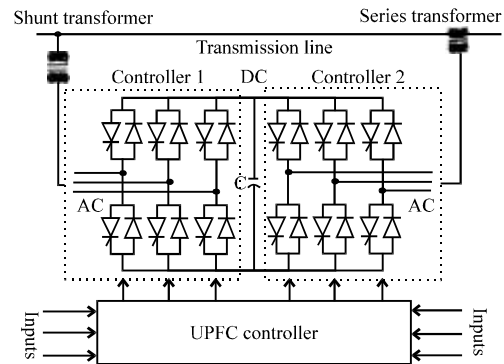 Shunt transformer
Series transformer
Transmission line
Controller 1
DC
Controller 2
C
AC
AC
Inputs
UPFC controller
Inputs